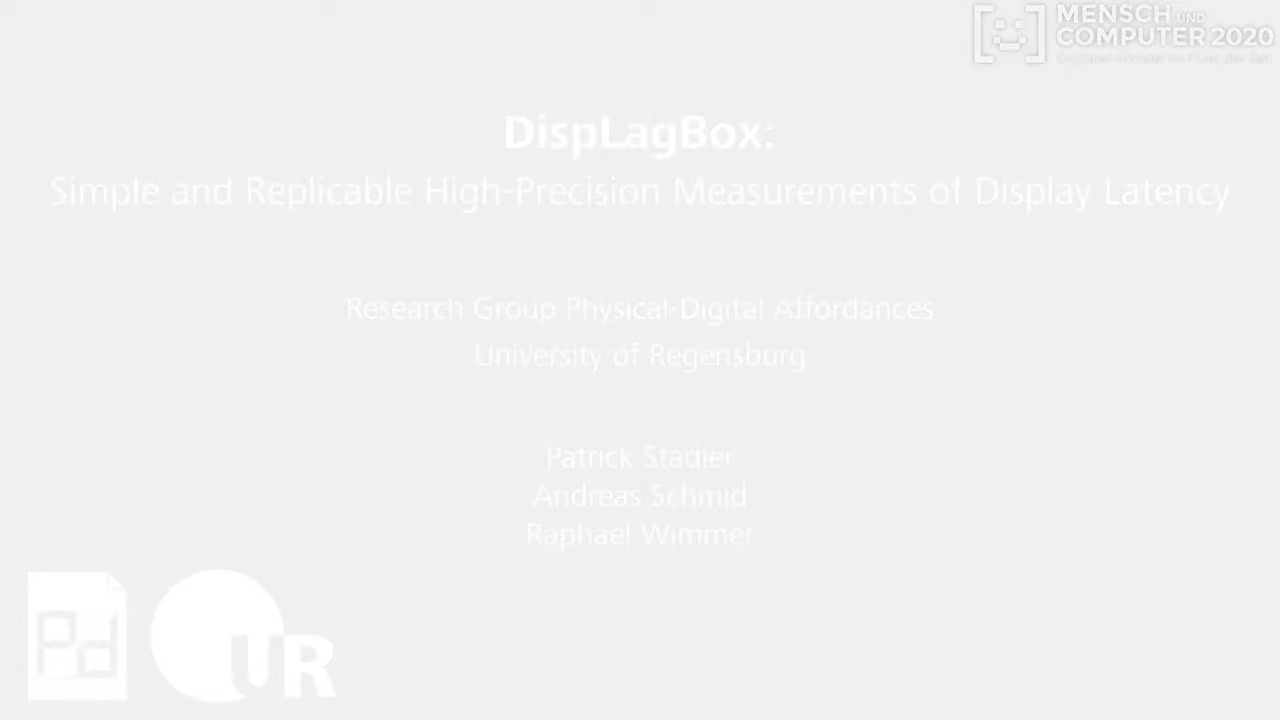 MENSCH UND
COMPUTER 2020
DispLagBox:
Simple and Replicable High-Precision Measurements of Display Latency
Research Group Physical-Digital Affordances
University of Regensburg
Patrick Stadler
Andreas Schmid
Raphael Wimmer
Pd
UR